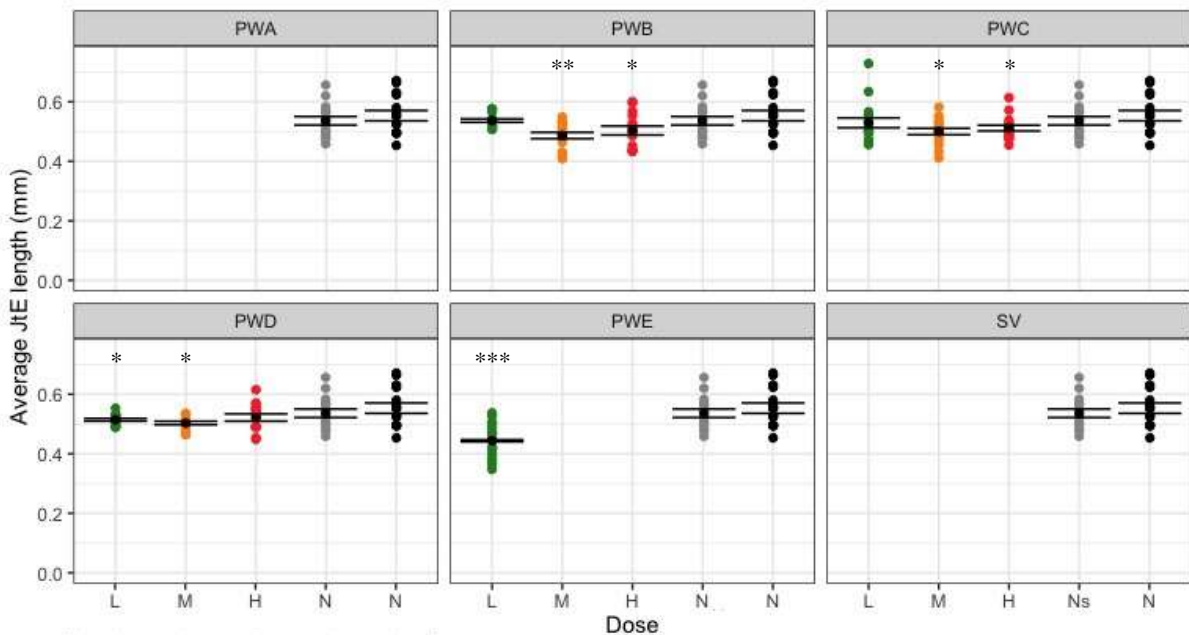 PWA PWB PWC
** * * *
0.6
0.4
0.2
0.0
Average JtE length (mm)
PWD PWE SV
* * ***
0.6
0.4
0.2
0.0
L M H N N L M H N N L M H Ns N
Dose